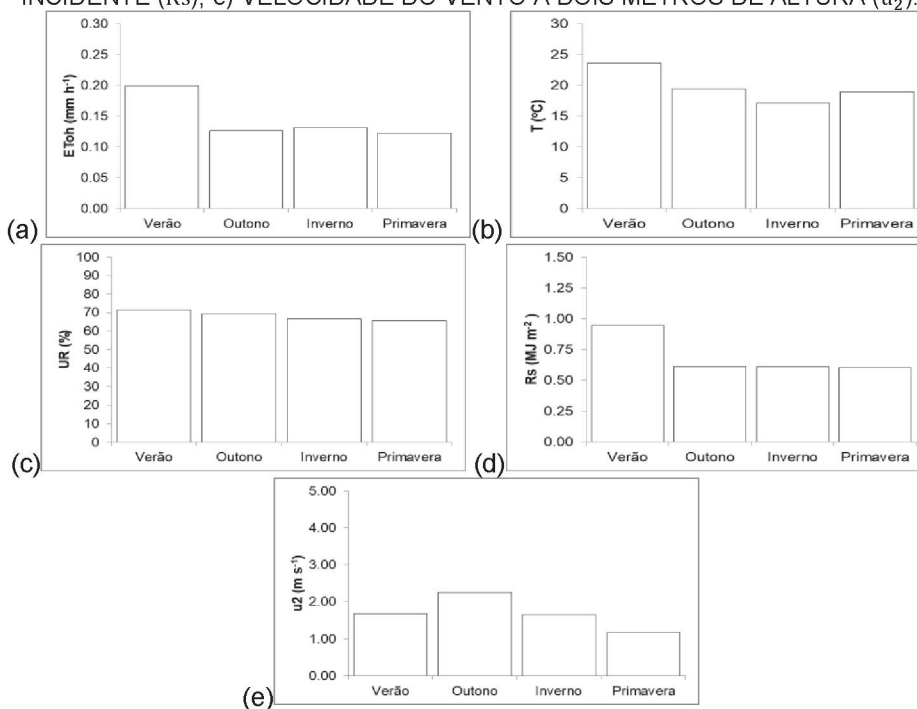 INCIDENTE (Rs); e) VELOCIDADE DO VENTO A DOIS METROS DE ALTURA (u₂).
0.30
0.25
0.20
0.15
0.10
0.05
0.00
EToh (mm h⁻¹)
Verão Outono Inverno Primavera
(a)
30
25
20
15
10
5
0
T (ºC)
Verão Outono Inverno Primavera
(b)
100
90
80
70
60
50
40
30
20
10
0
UR (%)
Verão Outono Inverno Primavera
(c)
1.50
1.25
1.00
0.75
0.50
0.25
0.00
Rs (MJ m⁻²)
Verão Outono Inverno Primavera
(d)
5.00
4.00
3.00
2.00
1.00
0.00
u2 (m s⁻¹)
Verão Outono Inverno Primavera
(e)